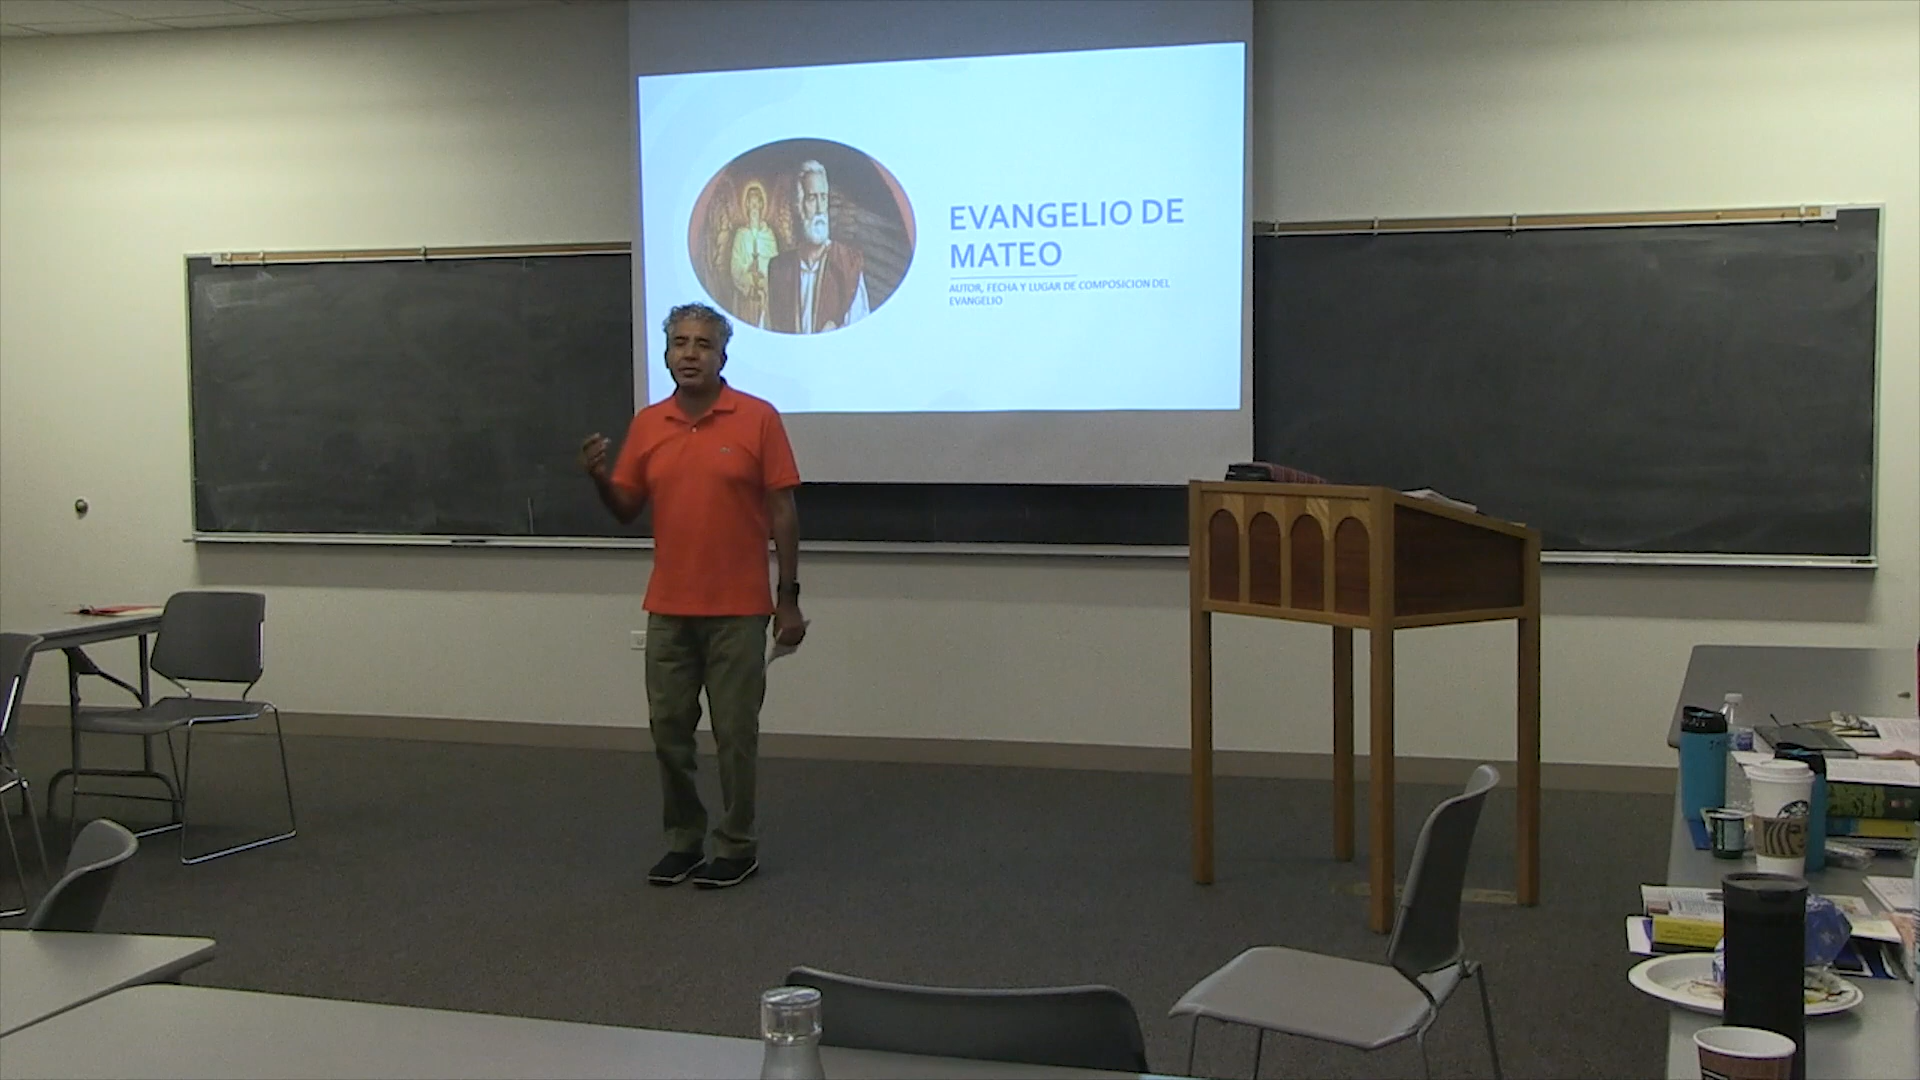 EVANGELIO DE
MATEO
AUTOR, FECHA Y LUGAR DE COMPOSICION DEL
EVANGELIO